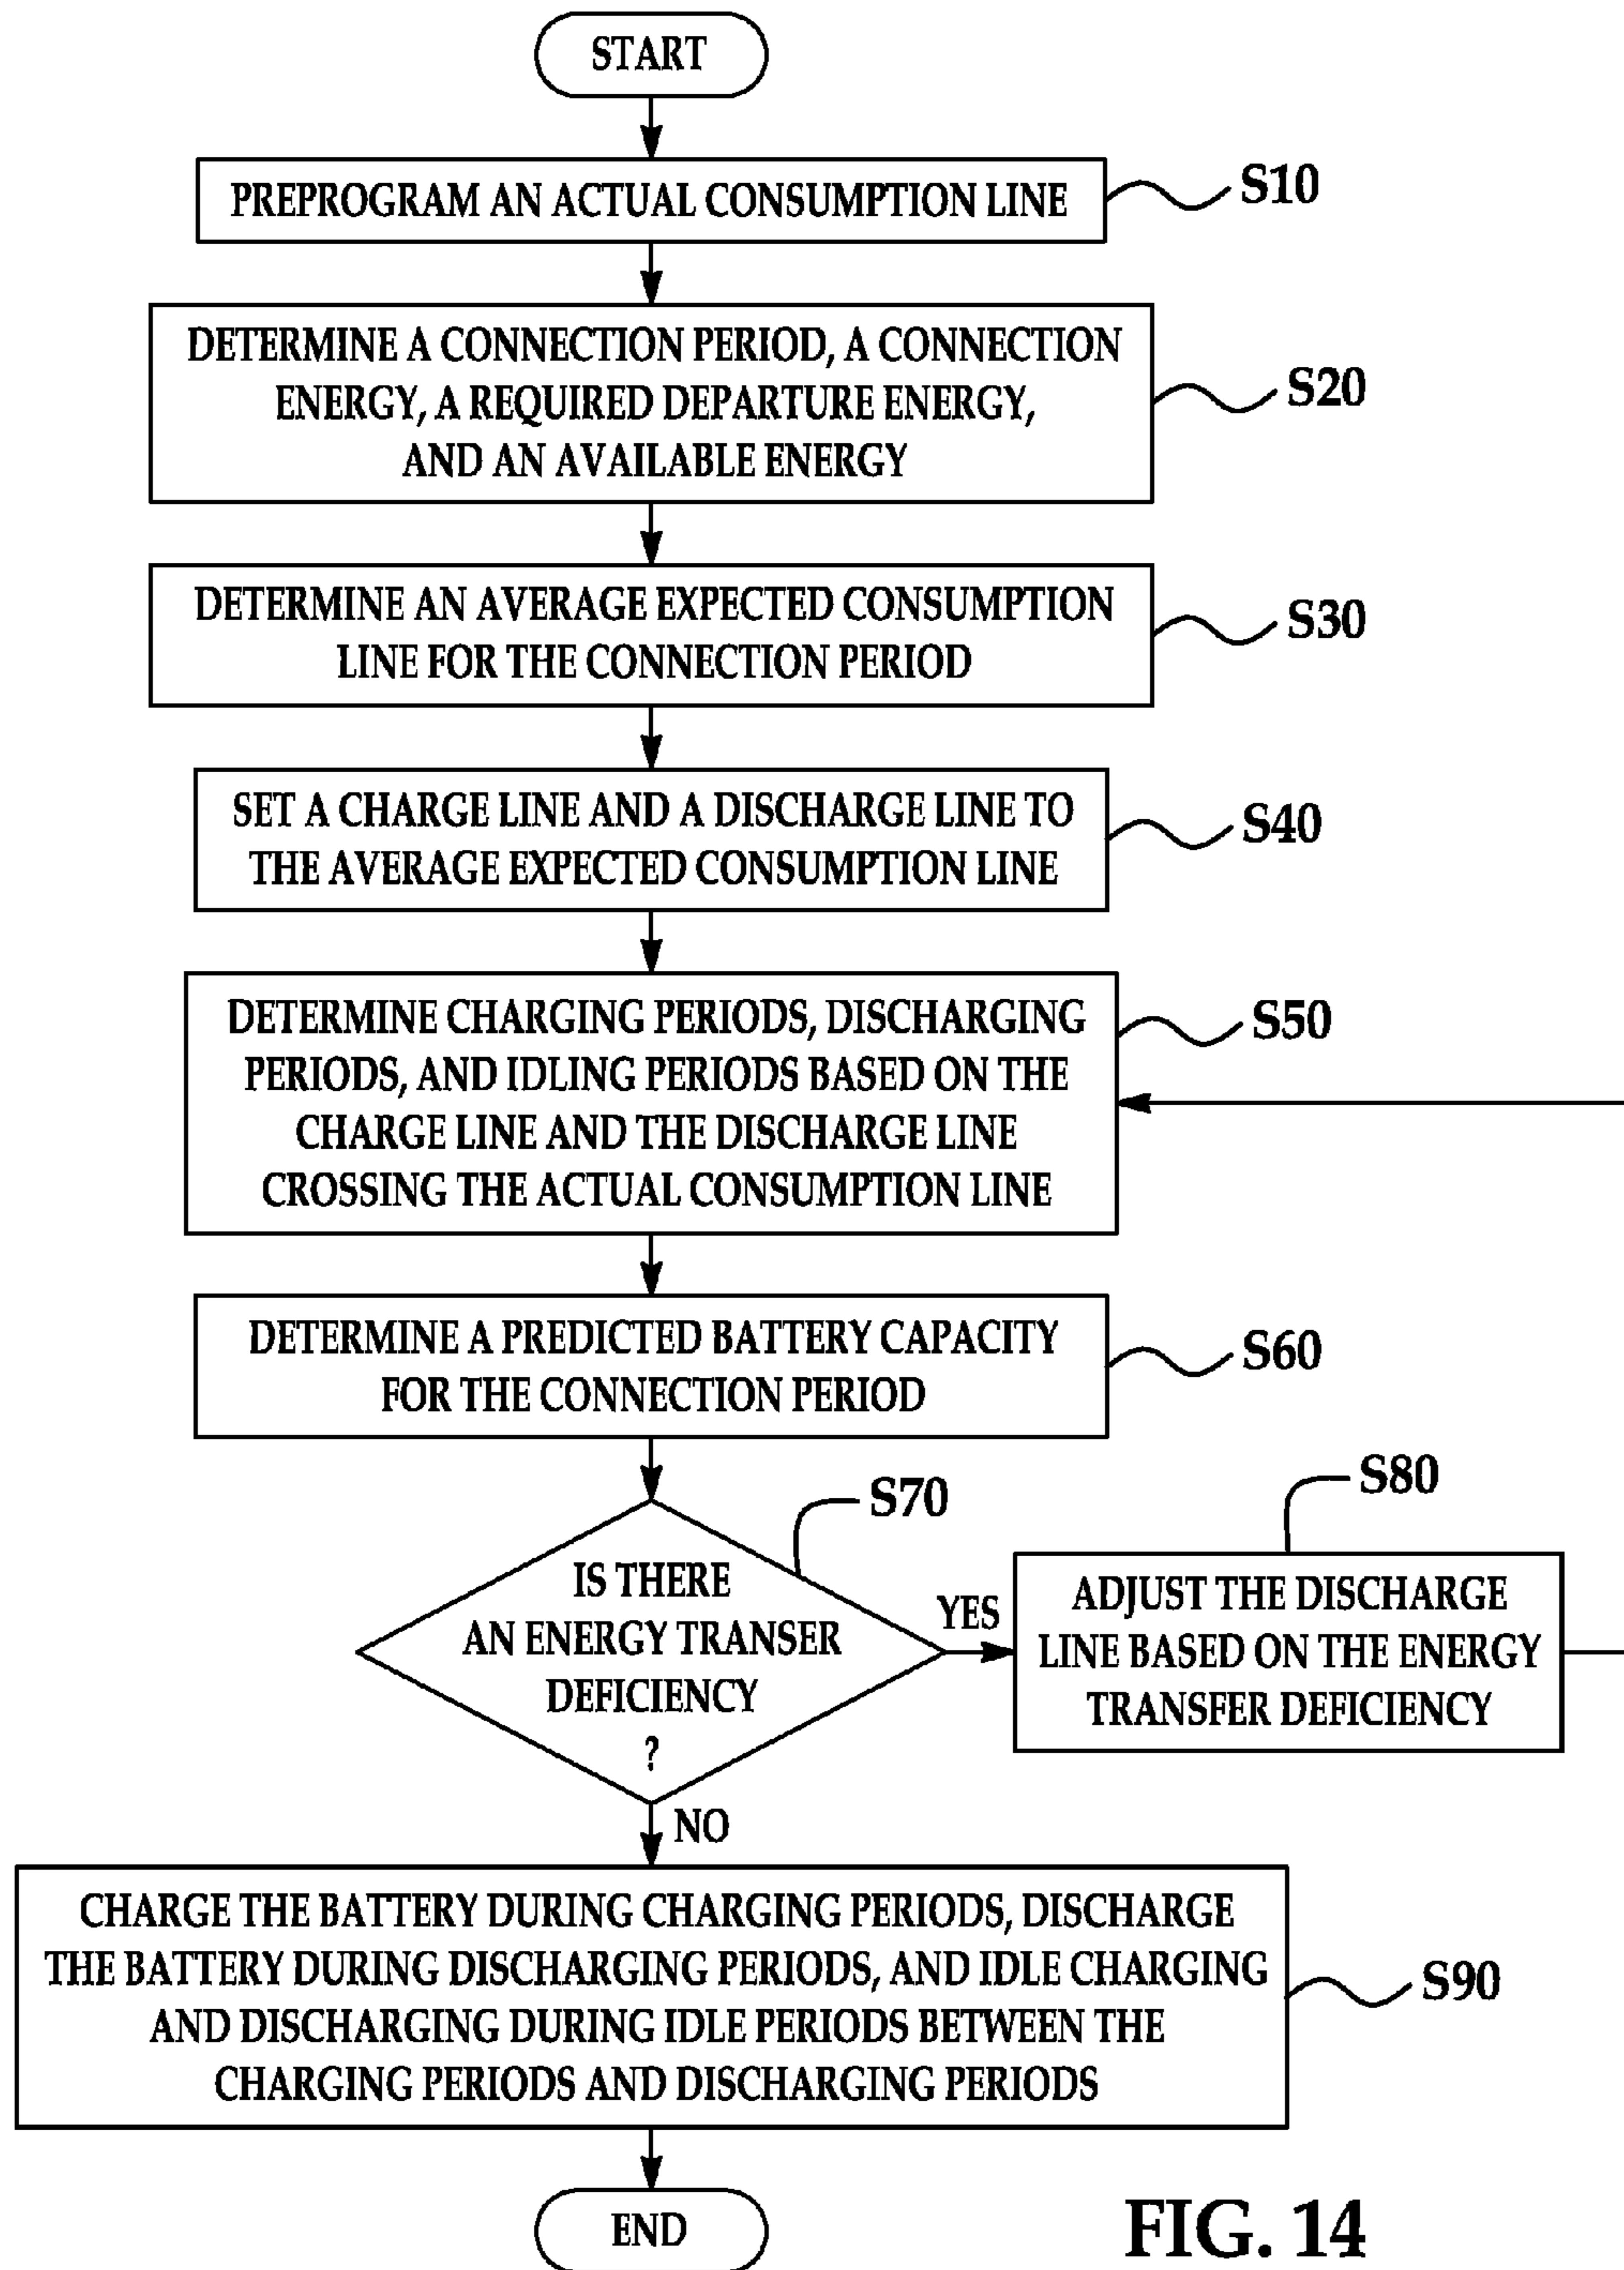 START
PREPROGRAM AN ACTUAL CONSUMPTION LINE
S10
DETERMINE A CONNECTION PERIOD, A CONNECTION
ENERGY, A REQUIRED DEPARTURE ENERGY,
AND AN AVAILABLE ENERGY
S20
DETERMINE AN AVERAGE EXPECTED CONSUMPTION
LINE FOR THE CONNECTION PERIOD
S30
SET A CHARGE LINE AND A DISCHARGE LINE TO
THE AVERAGE EXPECTED CONSUMPTION LINE
S40
DETERMINE CHARGING PERIODS, DISCHARGING
PERIODS, AND IDLING PERIODS BASED ON THE
CHARGE LINE AND THE DISCHARGE LINE
CROSSING THE ACTUAL CONSUMPTION LINE
S50
DETERMINE A PREDICTED BATTERY CAPACITY
FOR THE CONNECTION PERIOD
S60
IS THERE
AN ENERGY TRANSER
DEFICIENCY
?
S70
YES
ADJUST THE DISCHARGE
LINE BASED ON THE ENERGY
TRANSFER DEFICIENCY
S80
NO
CHARGE THE BATTERY DURING CHARGING PERIODS, DISCHARGE
THE BATTERY DURING DISCHARGING PERIODS, AND IDLE CHARGING
AND DISCHARGING DURING IDLE PERIODS BETWEEN THE
CHARGING PERIODS AND DISCHARGING PERIODS
S90
END
FIG. 14